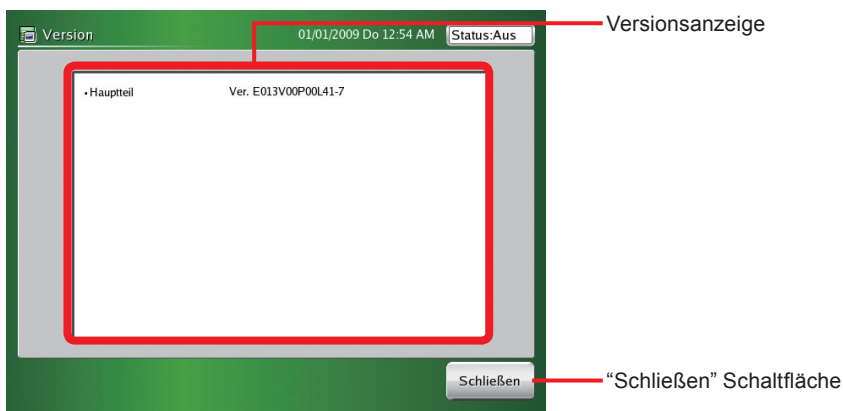 Version 01/01/2009 Do 12:54 AM Status:Aus
Versionsanzeige
• Hauptteil Ver. E013V00P00L41-7
Schließen
“Schließen” Schaltfläche